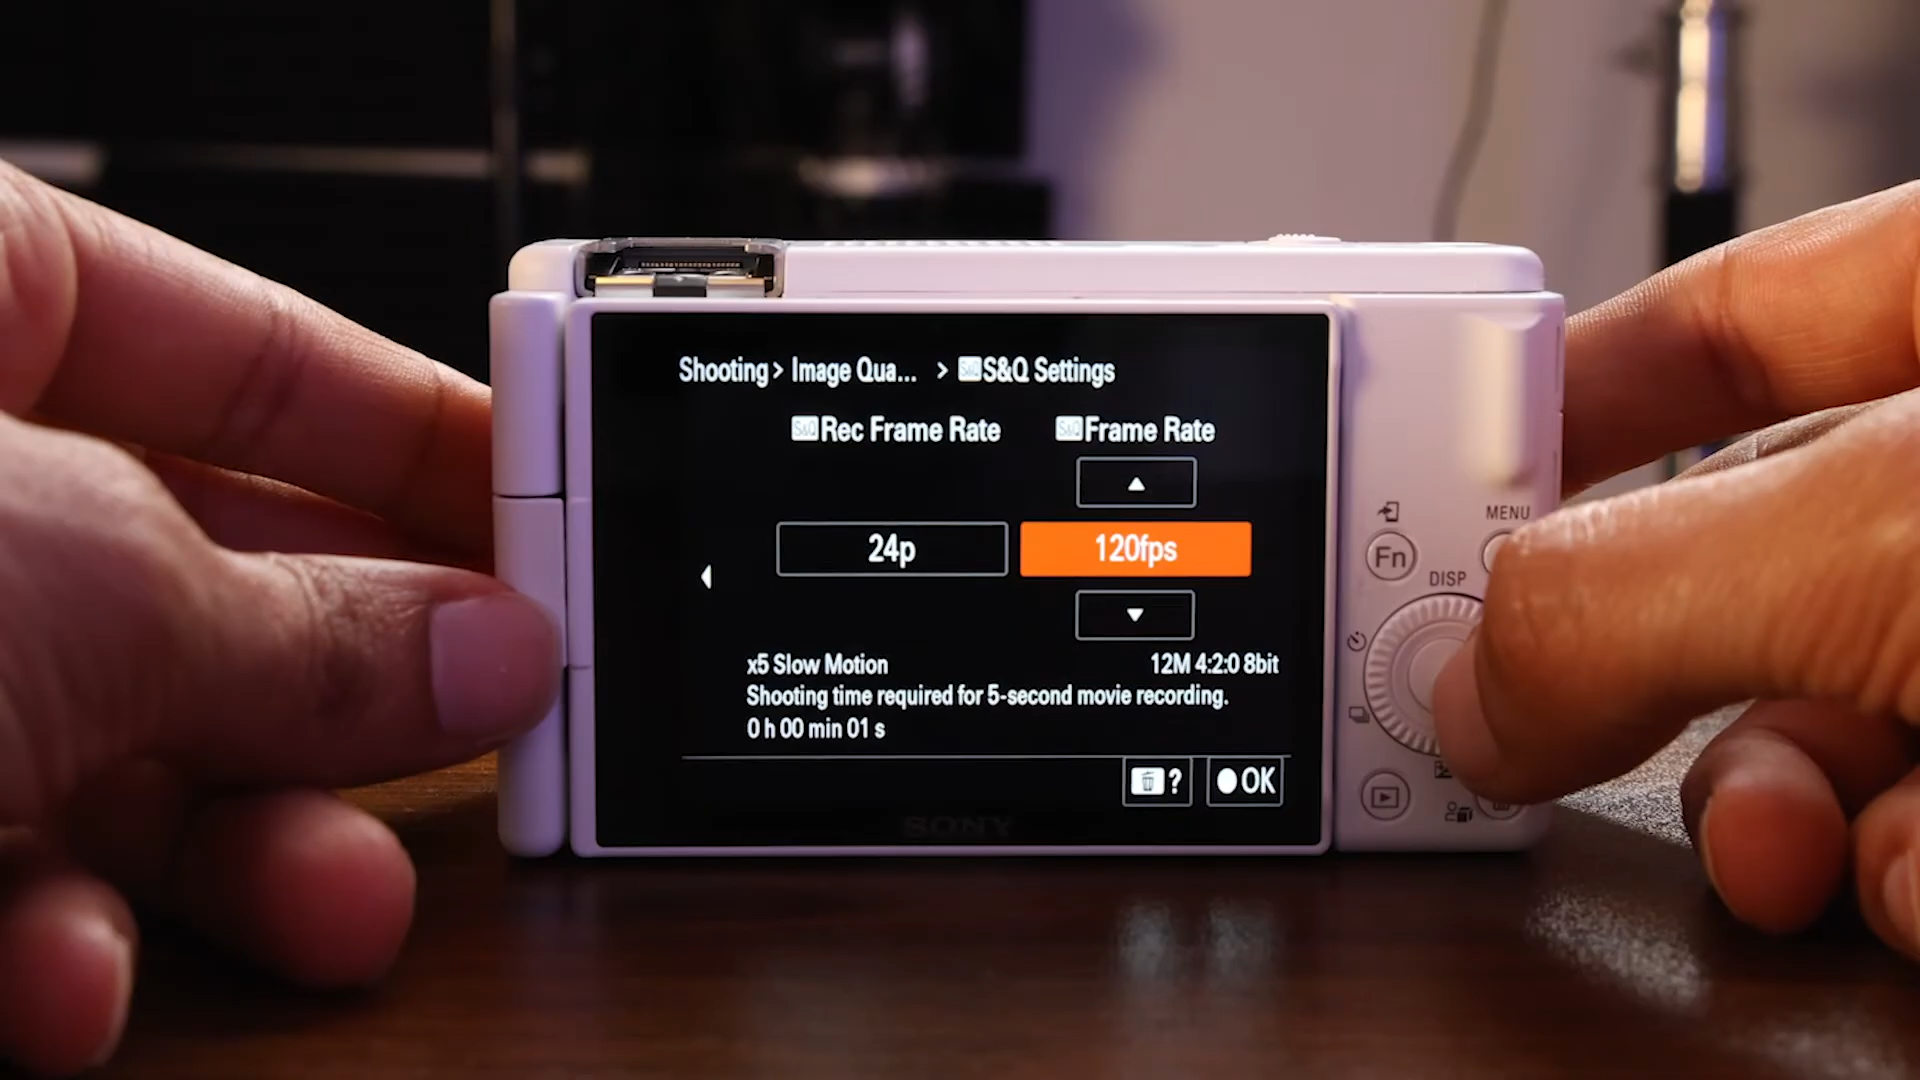 Shooting > Image Qua... > S&Q S&Q Settings
S&Q Rec Frame Rate S&Q Frame Rate
24p 120fps
x5 Slow Motion 12M 4:2:0 8bit
Shooting time required for 5-second movie recording.
0 h 00 min 01 s
? OK
SONY
MENU
Fn
DISP